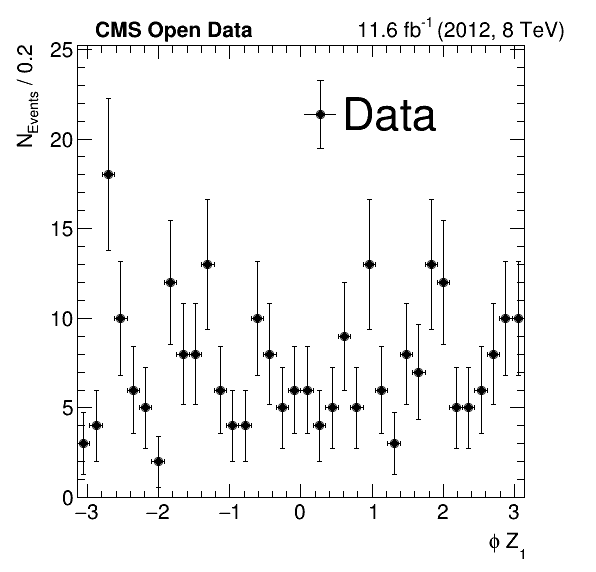 CMS Open Data 11.6 fb⁻¹ (2012, 8 TeV)
N_Events / 0.2
25
20
15
10
5
0
Data
−3 −2 −1 0 1 2 3
ϕ Z₁